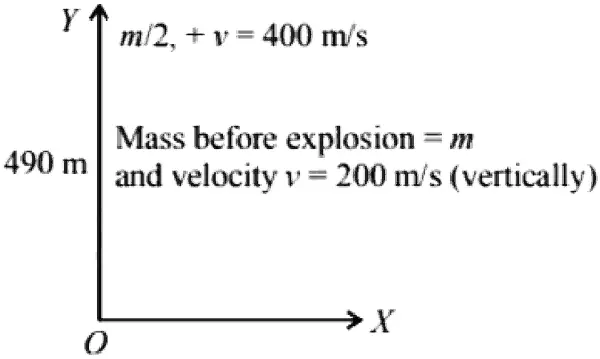 Y
m/2, + v = 400 m/s
Mass before explosion = m
490 m
and velocity v = 200 m/s (vertically)
X
O